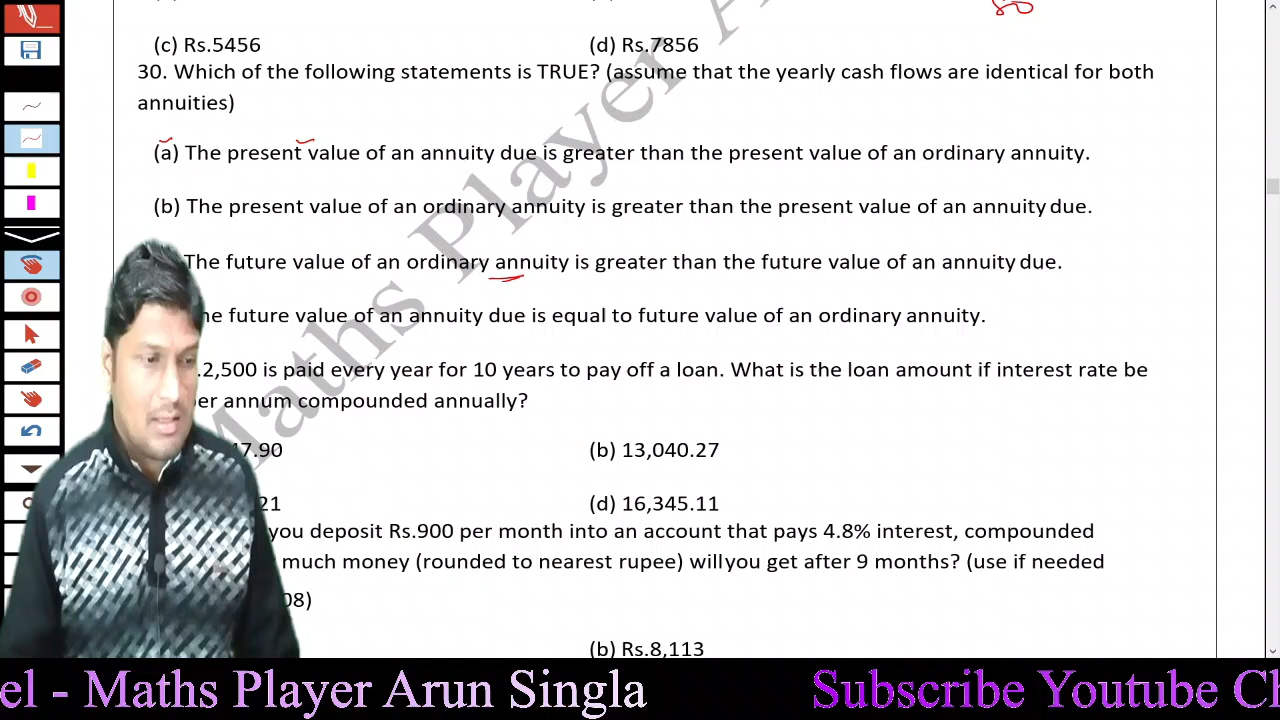 (c) Rs.5456 (d) Rs.7856
30. Which of the following statements is TRUE? (assume that the yearly cash flows are identical for both
annuities)
(a) The present value of an annuity due is greater than the present value of an ordinary annuity.
(b) The present value of an ordinary annuity is greater than the present value of an annuity due.
The future value of an ordinary annuity is greater than the future value of an annuity due.
future value of an annuity due is equal to future value of an ordinary annuity.
.2,500 is paid every year for 10 years to pay off a loan. What is the loan amount if interest rate be
annum compounded annually?
7.90 (b) 13,040.27
21 (d) 16,345.11
you deposit Rs.900 per month into an account that pays 4.8% interest, compounded
much money (rounded to nearest rupee) will you get after 9 months? (use if needed
08)
(b) Rs.8,113
Maths Player A
el - Maths Player Arun Singla Subscribe Youtube Ch